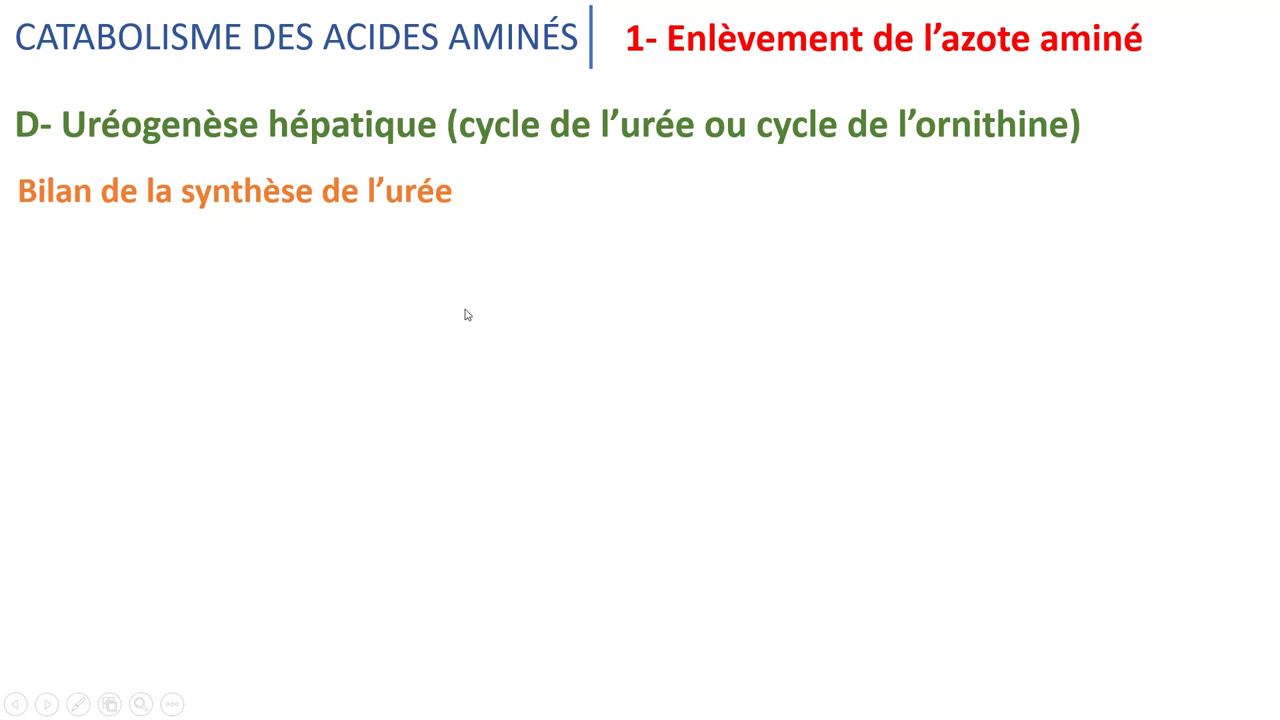 CATABOLISME DES ACIDES AMINÉS
1- Enlèvement de l’azote aminé
D- Uréogenèse hépatique (cycle de l’urée ou cycle de l’ornithine)
Bilan de la synthèse de l’urée